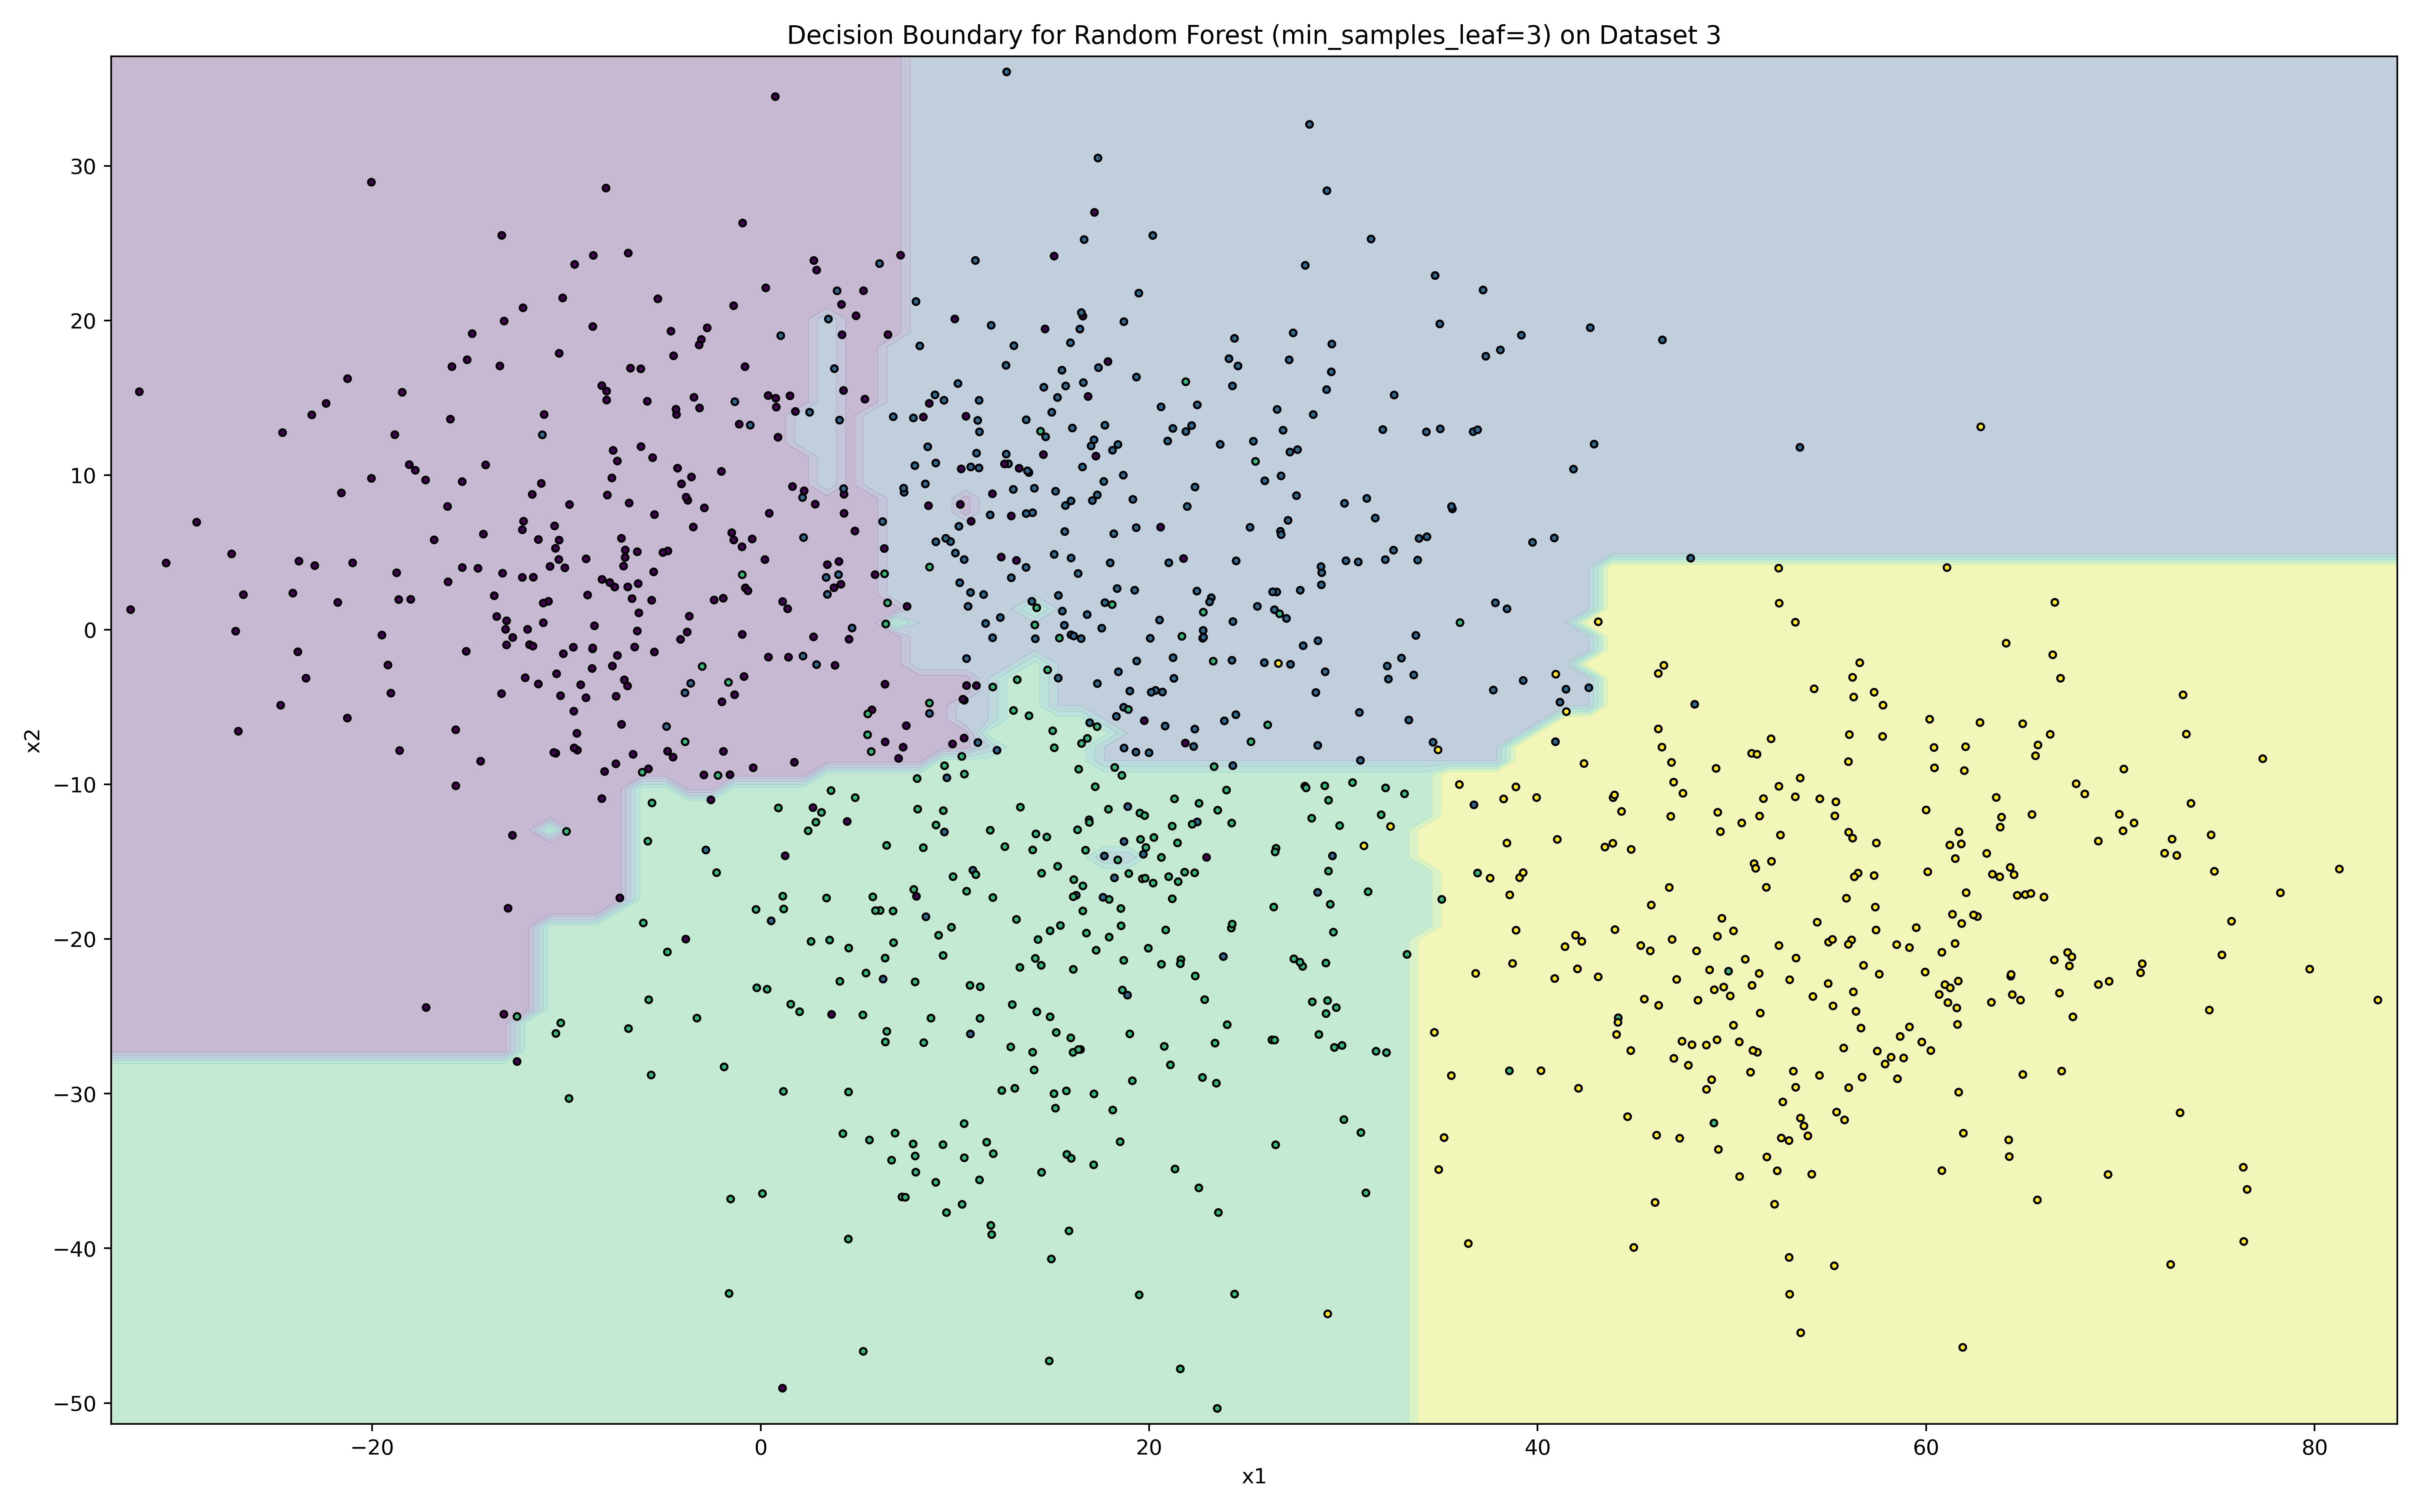 Decision Boundary for Random Forest (min_samples_leaf=3) on Dataset 3
30
20
10
0
−10
−20
−30
−40
−50
x2
−20 0 20 40 60 80
x1